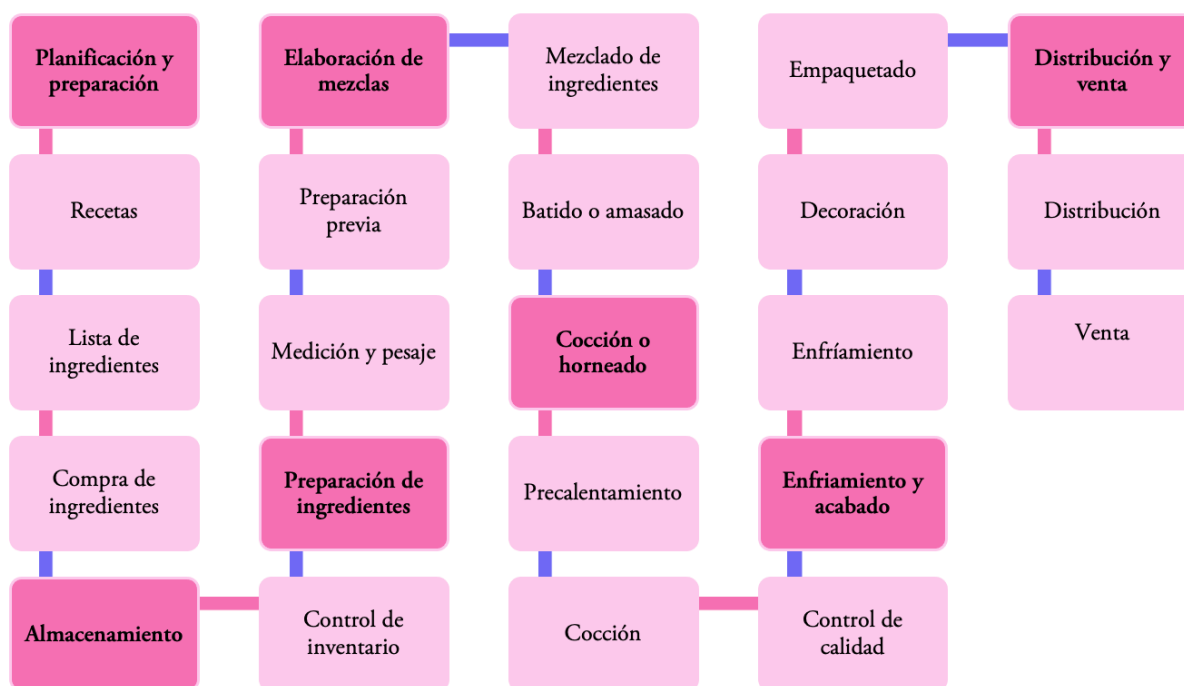 Planificación y
preparación
Recetas
Lista de
ingredientes
Compra de
ingredientes
Almacenamiento
Control de
inventario
Preparación de
ingredientes
Medición y pesaje
Preparación
previa
Elaboración de
mezclas
Mezclado de
ingredientes
Batido o amasado
Cocción o
horneado
Precalentamiento
Cocción
Control de
calidad
Enfriamiento y
acabado
Enfríamiento
Decoración
Empaquetado
Distribución y
venta
Distribución
Venta